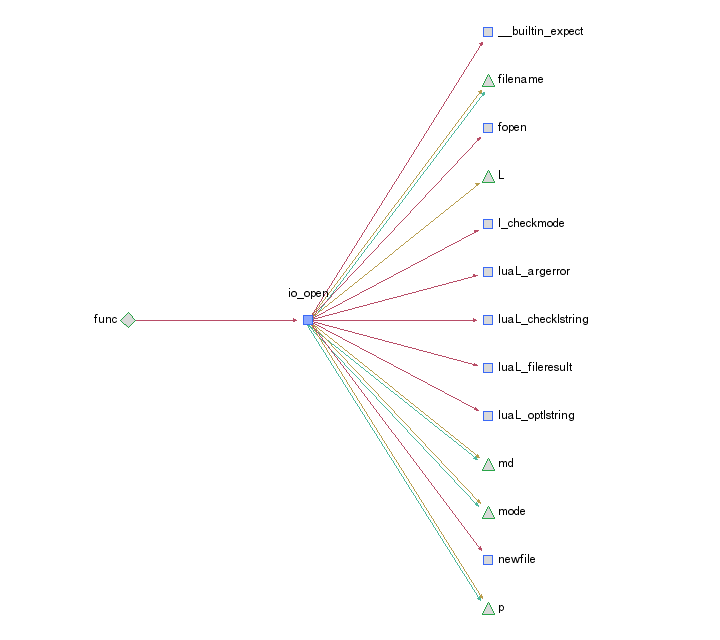 __builtin_expect
filename
fopen
L
l_checkmode
luaL_argerror
io_open
func
luaL_checklstring
luaL_fileresult
luaL_optlstring
md
mode
newfile
p